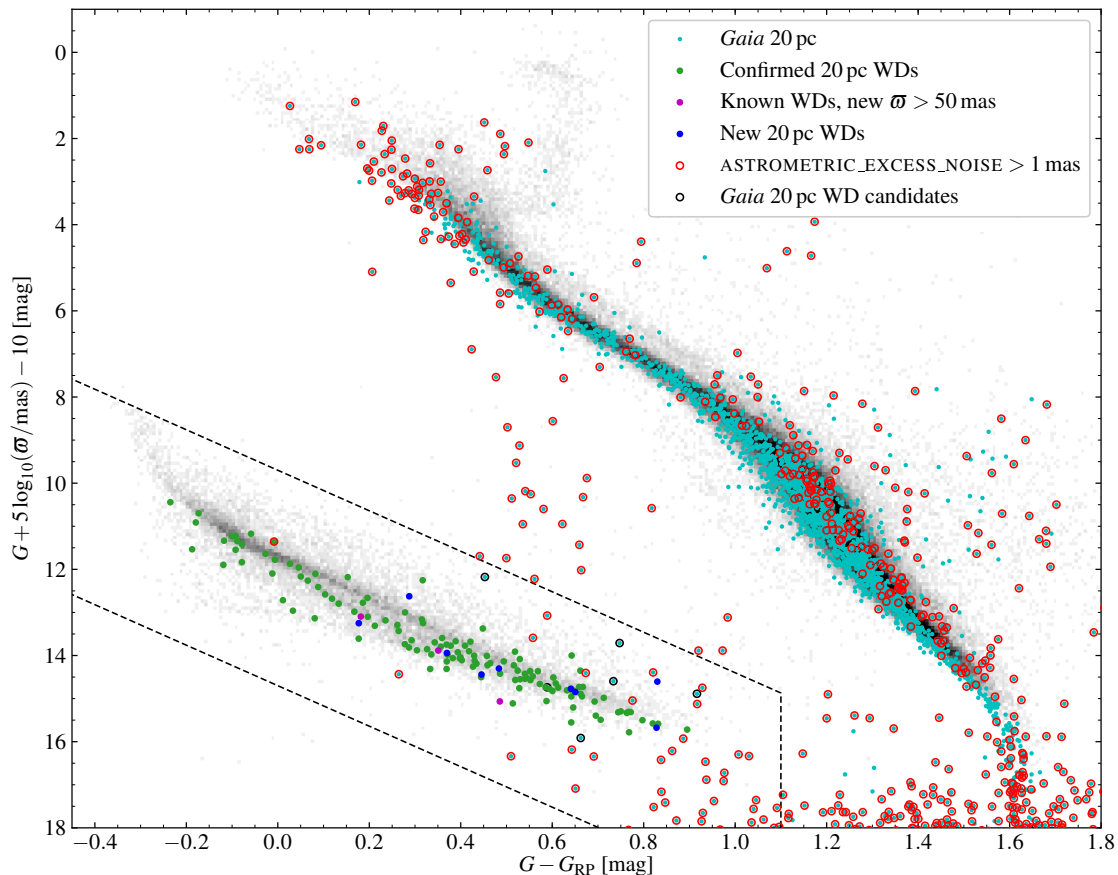 Gaia 20 pc
Confirmed 20 pc WDs
Known WDs, new ϖ > 50 mas
New 20 pc WDs
ASTROMETRIC_EXCESS_NOISE > 1 mas
Gaia 20 pc WD candidates
G + 5 log₁₀(ϖ/mas) − 10 [mag]
0
2
4
6
8
10
12
14
16
18
−0.4 −0.2 0.0 0.2 0.4 0.6 0.8 1.0 1.2 1.4 1.6 1.8
G − G_RP [mag]